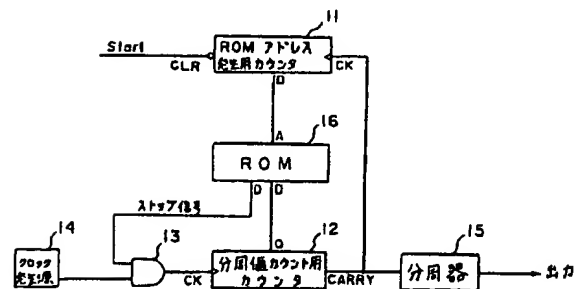 11
Start
ROM アドレス
発生用カウンタ
CLR
CK
D
16
A
ROM
D D
ストップ信号
14
クロック
発生源
13
CK
12
Q
分周値カウント用
カウンタ
CARRY
15
分周器
出力